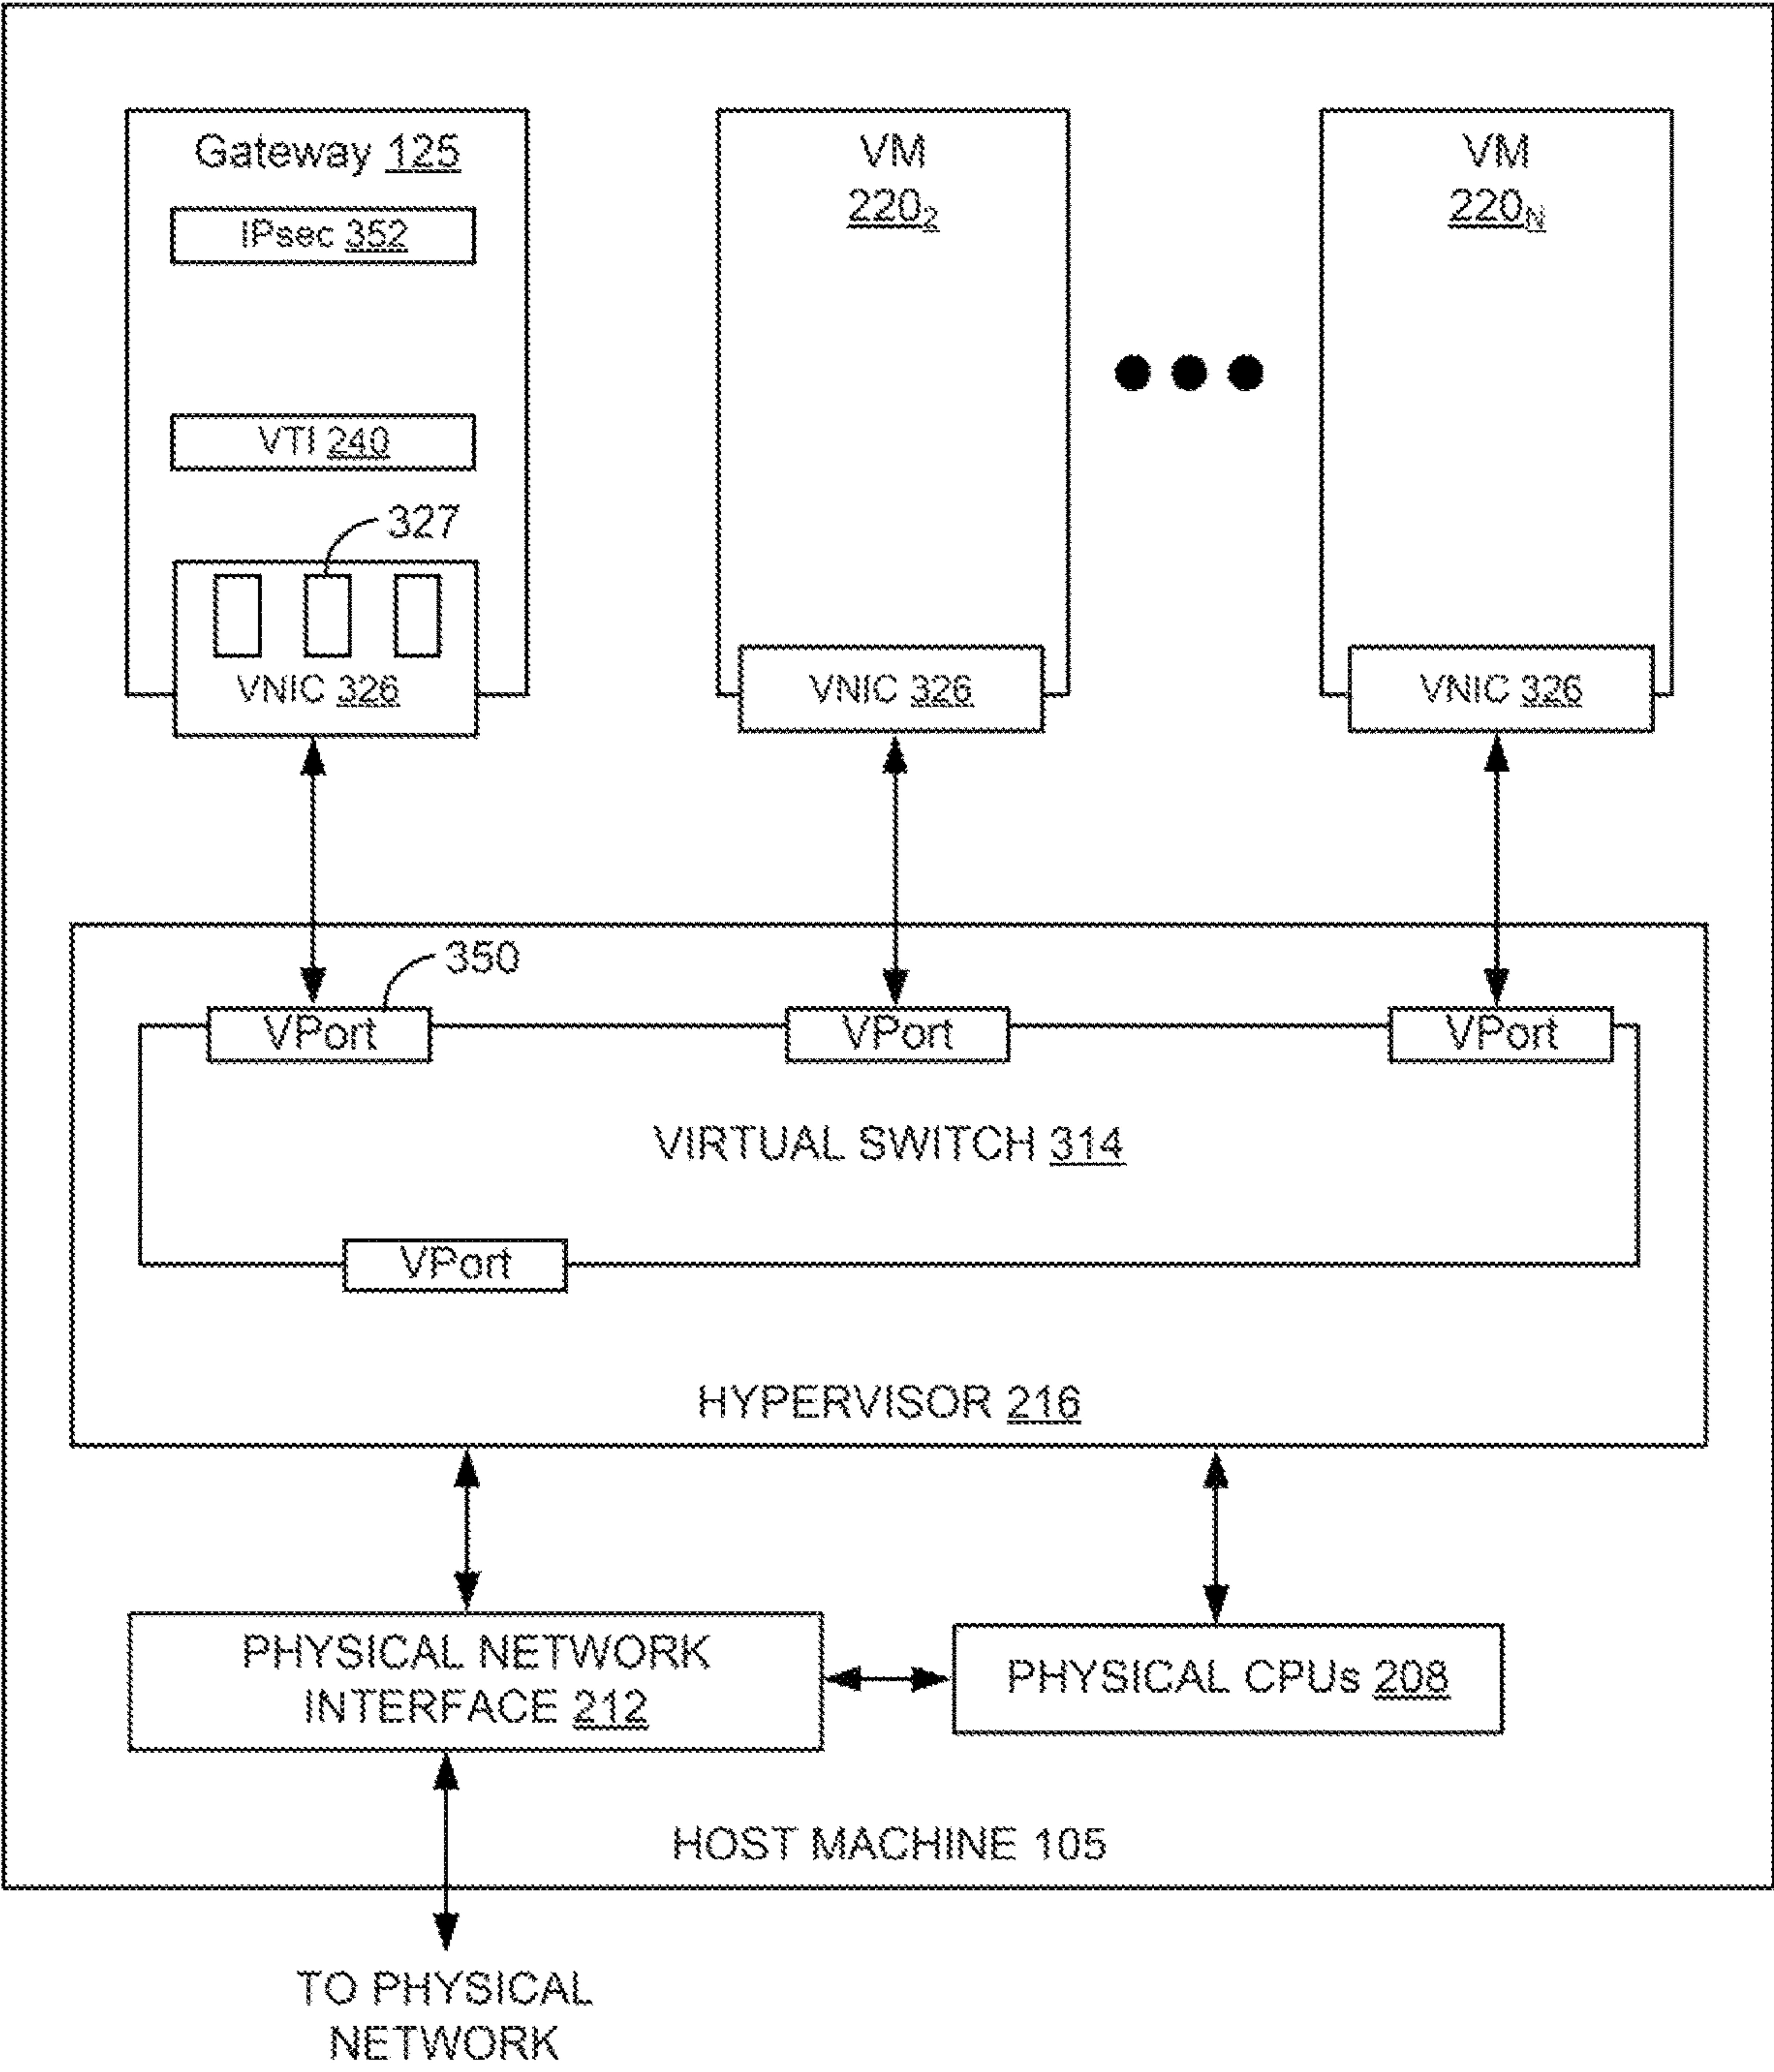 Gateway 125
IPsec 352
VTI 240
327
VNIC 326
VM
220₂
VNIC 326
VM
220N
VNIC 326
350
VPort
VPort
VPort
VIRTUAL SWITCH 314
VPort
HYPERVISOR 216
PHYSICAL NETWORK
INTERFACE 212
PHYSICAL CPUs 208
HOST MACHINE 105
TO PHYSICAL
NETWORK